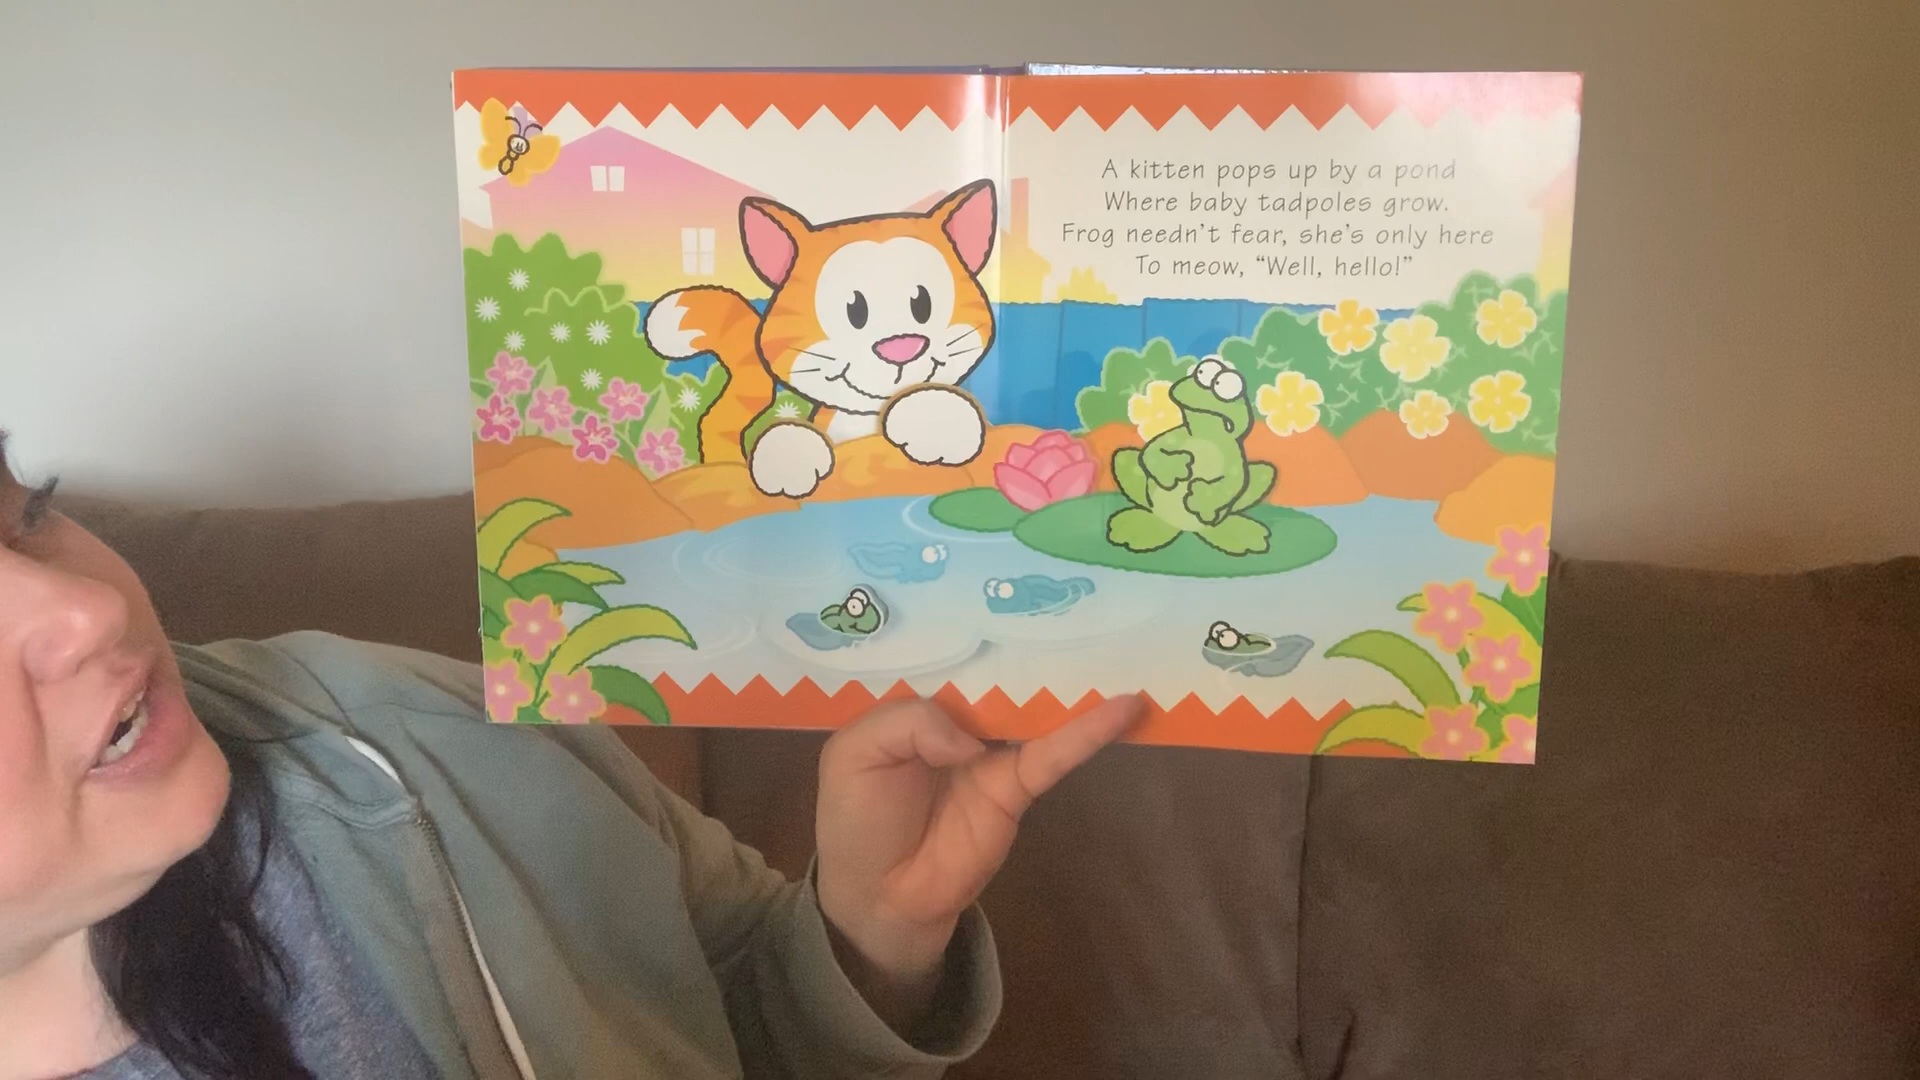 A kitten pops up by a pond
Where baby tadpoles grow.
Frog needn't fear, she's only here
To meow, “Well, hello!”